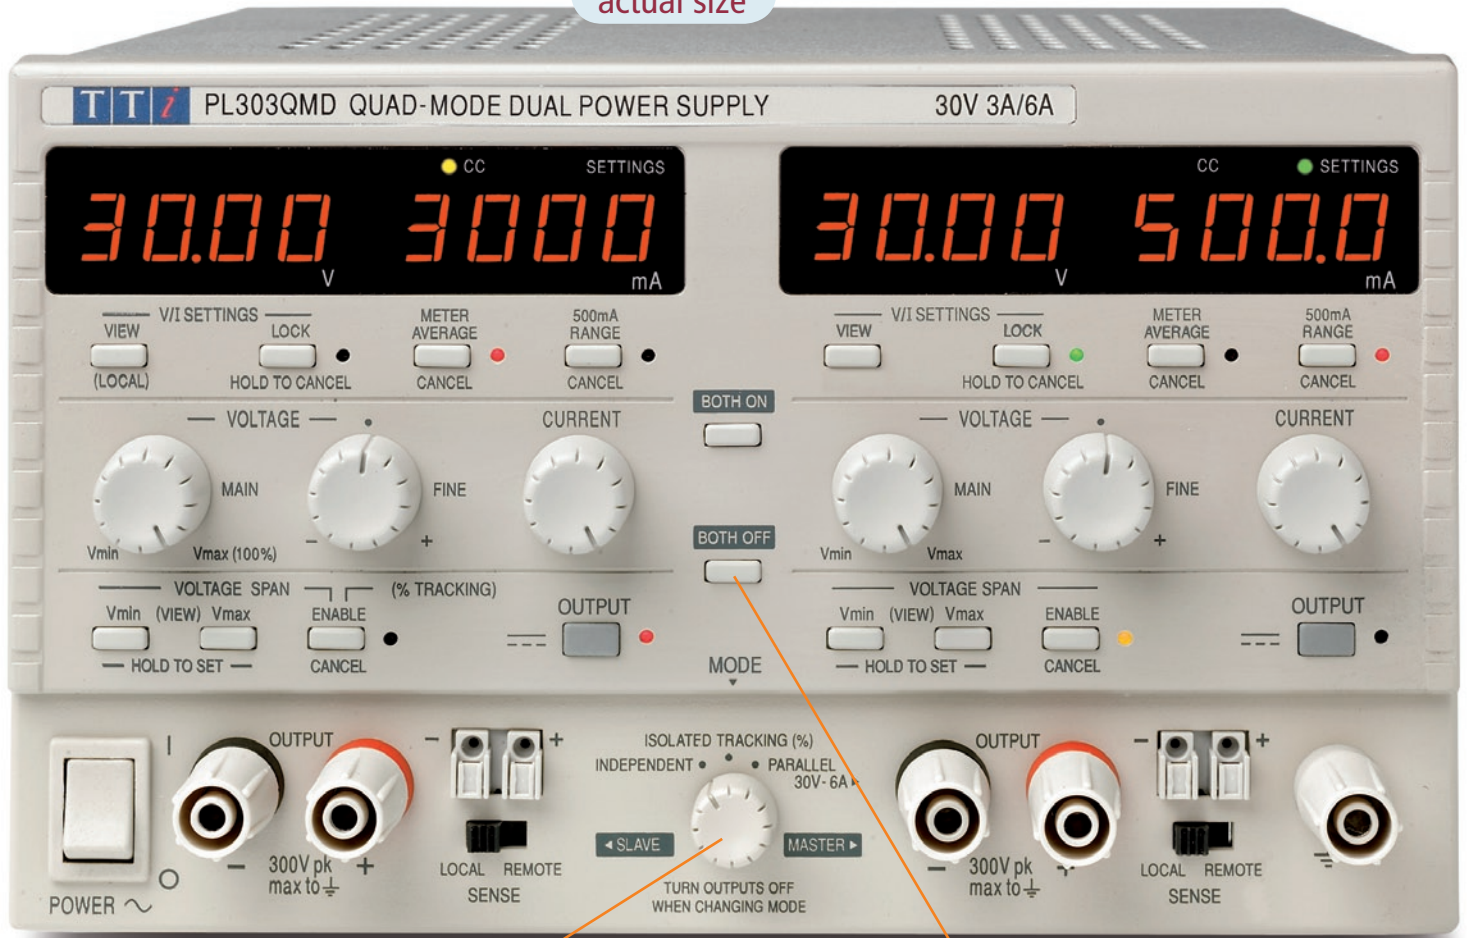 actual size
TTi PL303QMD QUAD-MODE DUAL POWER SUPPLY 30V 3A/6A
CC SETTINGS
30.00 V 3000 mA
CC SETTINGS
30.00 V 500.0 mA
V/I SETTINGS
VIEW
(LOCAL)
LOCK
HOLD TO CANCEL
METER
AVERAGE
CANCEL
500mA
RANGE
CANCEL
V/I SETTINGS
VIEW
LOCK
HOLD TO CANCEL
METER
AVERAGE
CANCEL
500mA
RANGE
CANCEL
BOTH ON
VOLTAGE
CURRENT
MAIN
FINE
Vmin
Vmax (100%)
- +
BOTH OFF
VOLTAGE
CURRENT
MAIN
FINE
Vmin
Vmax
- +
VOLTAGE SPAN
(% TRACKING)
Vmin (VIEW) Vmax
HOLD TO SET
ENABLE
CANCEL
OUTPUT
MODE
VOLTAGE SPAN
Vmin (VIEW) Vmax
HOLD TO SET
ENABLE
CANCEL
OUTPUT
I
O
POWER
OUTPUT
- +
300V pk
max to
- +
LOCAL REMOTE
SENSE
ISOLATED TRACKING (%)
INDEPENDENT
PARALLEL
30V- 6A
SLAVE
MASTER
TURN OUTPUTS OFF
WHEN CHANGING MODE
OUTPUT
- +
300V pk
max to
- +
LOCAL REMOTE
SENSE